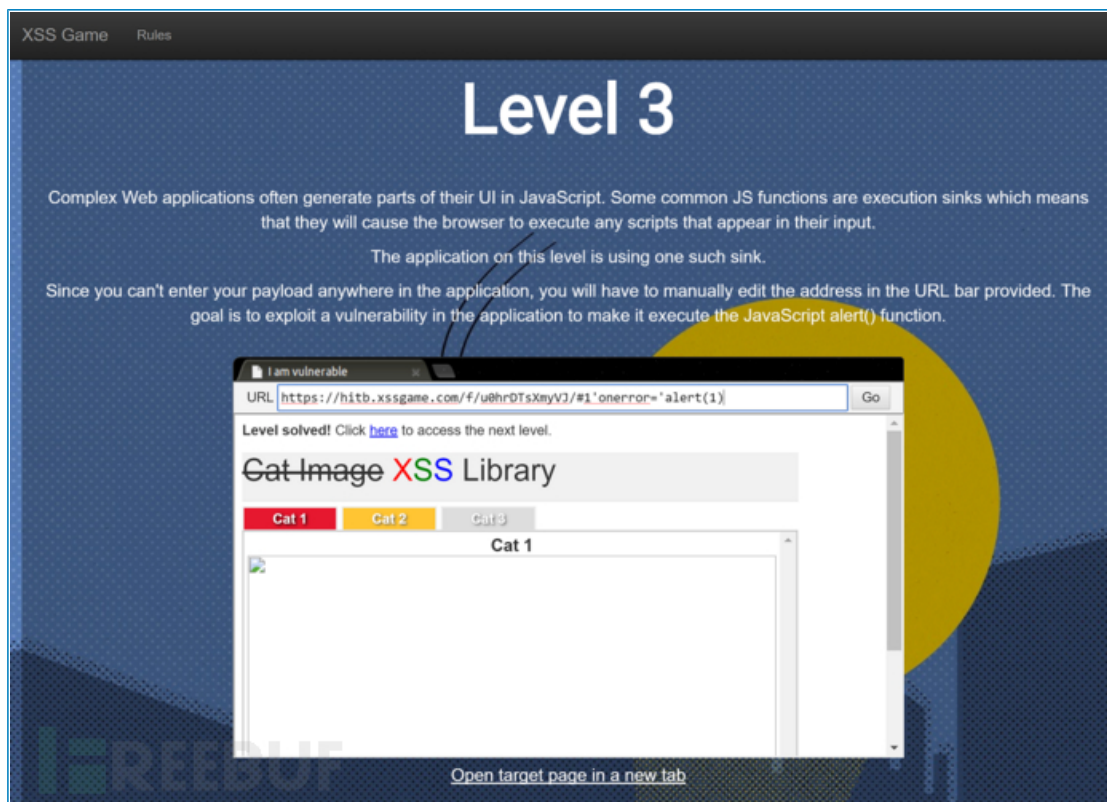 XSS Game Rules
Level 3
Complex Web applications often generate parts of their UI in JavaScript. Some common JS functions are execution sinks which means
that they will cause the browser to execute any scripts that appear in their input.
The application on this level is using one such sink.
Since you can't enter your payload anywhere in the application, you will have to manually edit the address in the URL bar provided. The
goal is to exploit a vulnerability in the application to make it execute the JavaScript alert() function.
I am vulnerable
URL https://hitb.xssgame.com/f/u0hrDTsXmyVJ/#1'onerror='alert(1) Go
Level solved! Click here to access the next level.
Cat Image XSS Library
Cat 1 Cat 2 Cat 3
Cat 1
FREEBUF
Open target page in a new tab